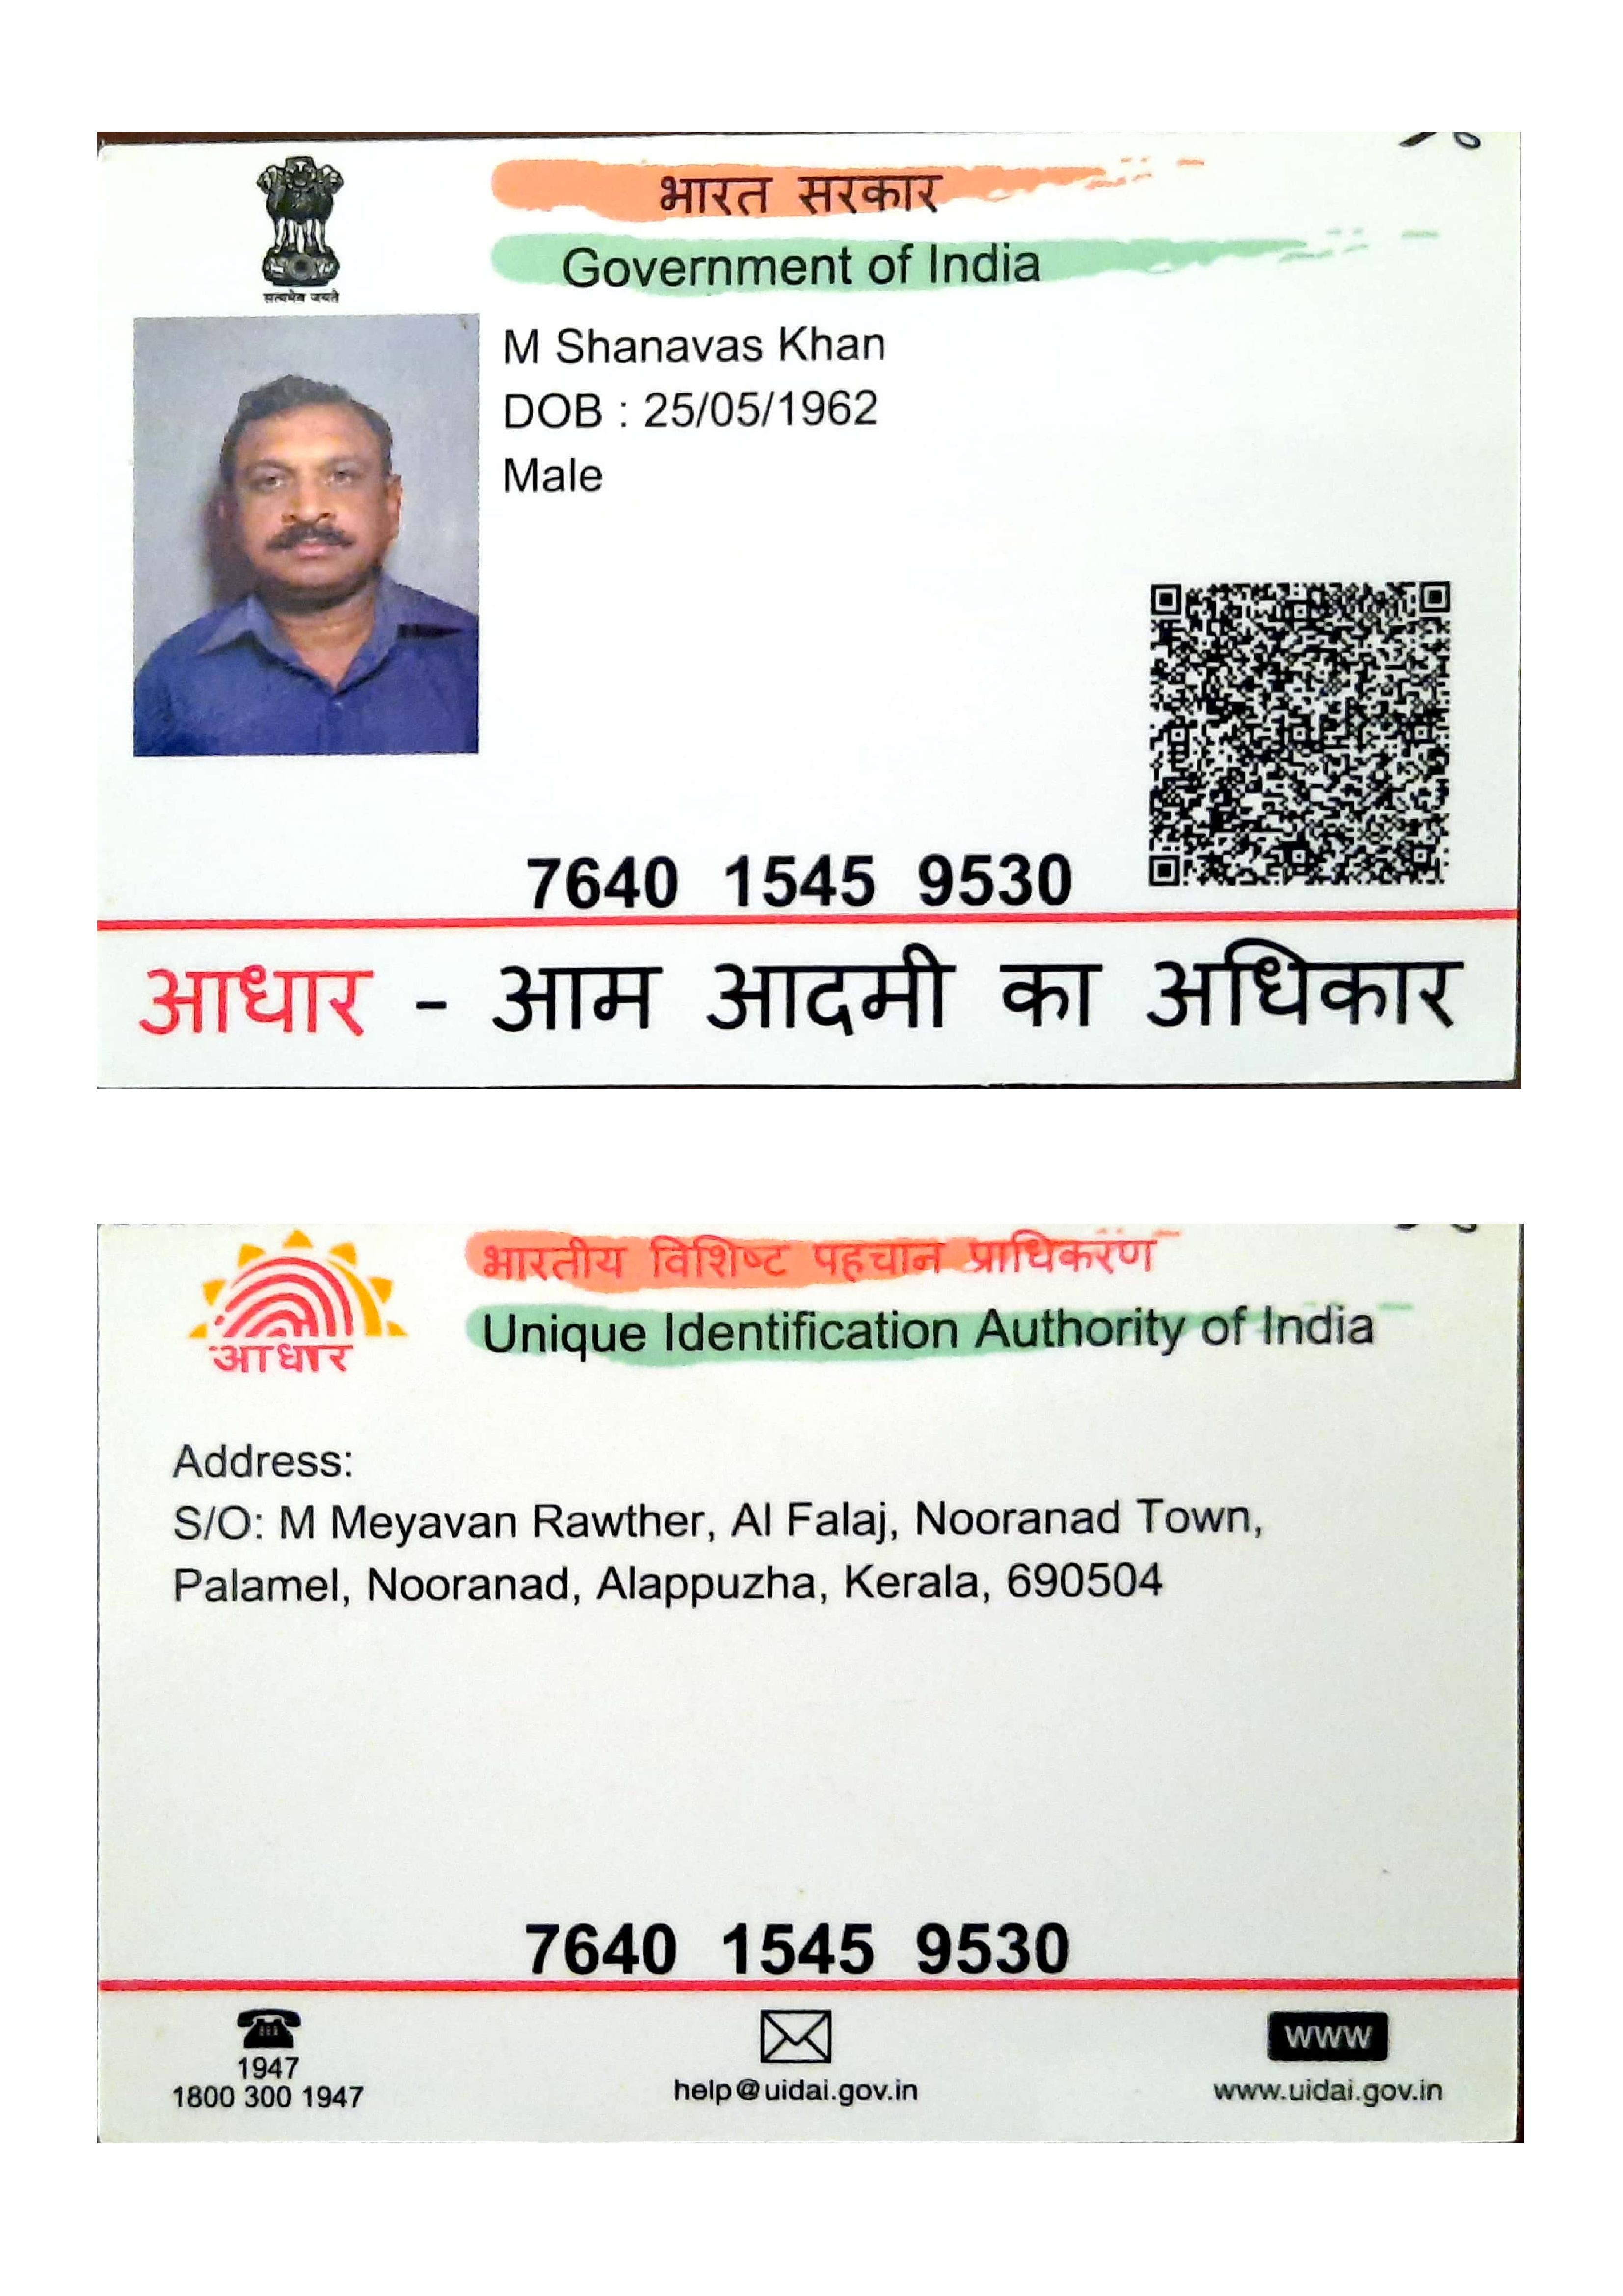 सत्यमेव जयते
भारत सरकार
Government of India
M Shanavas Khan
DOB : 25/05/1962
Male
7640 1545 9530
आधार - आम आदमी का अधिकार
आधार
भारतीय विशिष्ट पहचान प्राधिकरण
Unique Identification Authority of India
Address:
S/O: M Meyavan Rawther, Al Falaj, Nooranad Town,
Palamel, Nooranad, Alappuzha, Kerala, 690504
7640 1545 9530
1947
1800 300 1947
help@uidai.gov.in
www
www.uidai.gov.in